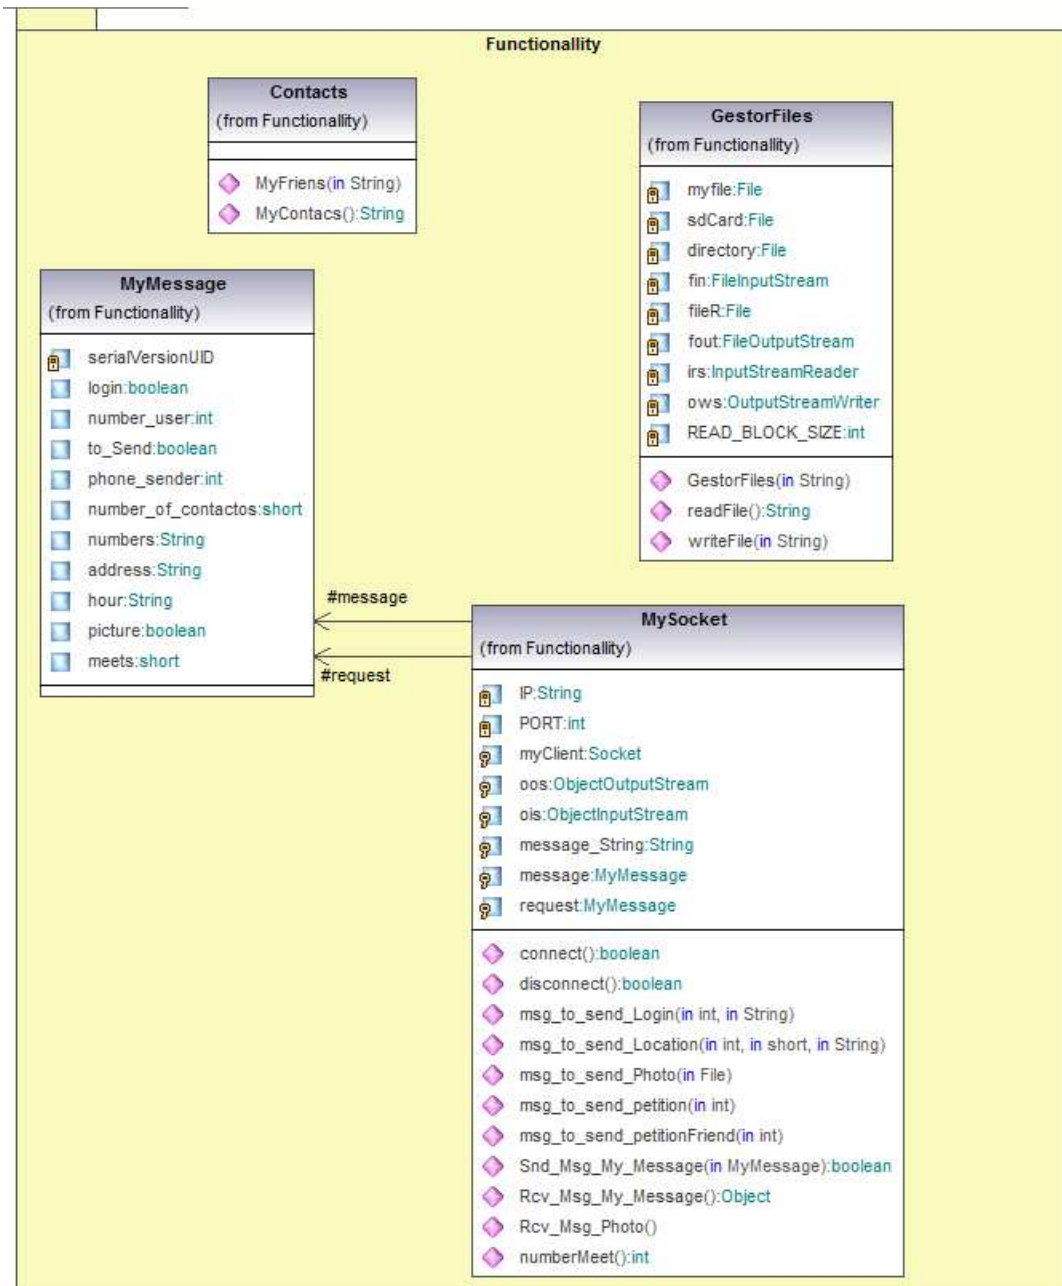 Functionallity
Contacts
(from Functionallity)
MyFriens(in String)
MyContacs():String
GestorFiles
(from Functionallity)
myfile:File
sdCard:File
directory:File
fin:FileInputStream
fileR:File
fout:FileOutputStream
irs:InputStreamReader
ows:OutputStreamWriter
READ_BLOCK_SIZE:int
GestorFiles(in String)
readFile():String
writeFile(in String)
MyMessage
(from Functionallity)
serialVersionUID
login:boolean
number_user:int
to_Send:boolean
phone_sender:int
number_of_contactos:short
numbers:String
address:String
hour:String
picture:boolean
meets:short
#message
#request
MySocket
(from Functionallity)
IP:String
PORT:int
myClient:Socket
oos:ObjectOutputStream
ois:ObjectInputStream
message_String:String
message:MyMessage
request:MyMessage
connect():boolean
disconnect():boolean
msg_to_send_Login(in int, in String)
msg_to_send_Location(in int, in short, in String)
msg_to_send_Photo(in File)
msg_to_send_petition(in int)
msg_to_send_petitionFriend(in int)
Snd_Msg_My_Message(in MyMessage):boolean
Rcv_Msg_My_Message():Object
Rcv_Msg_Photo()
numberMeet():int